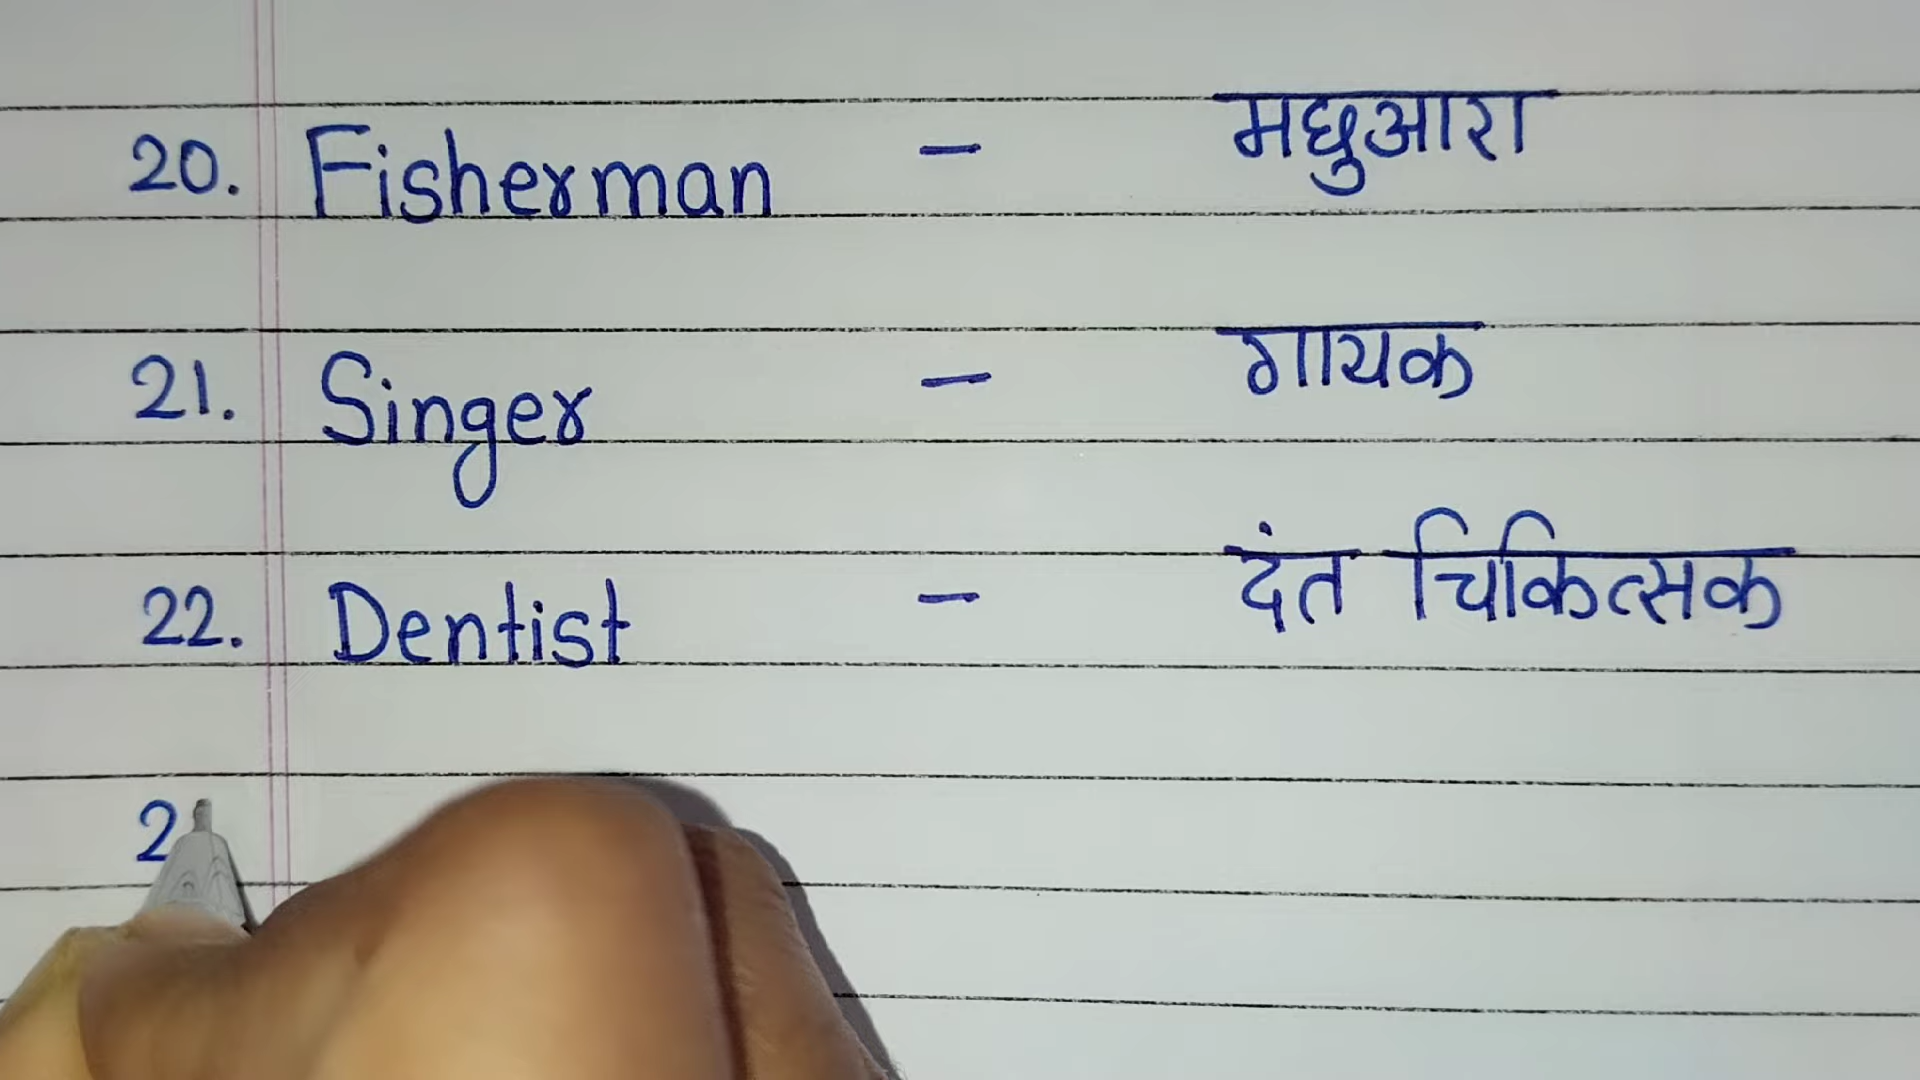 20. Fisherman - मछुआरा
21. Singer - गायक
22. Dentist - दंत चिकित्सक
2